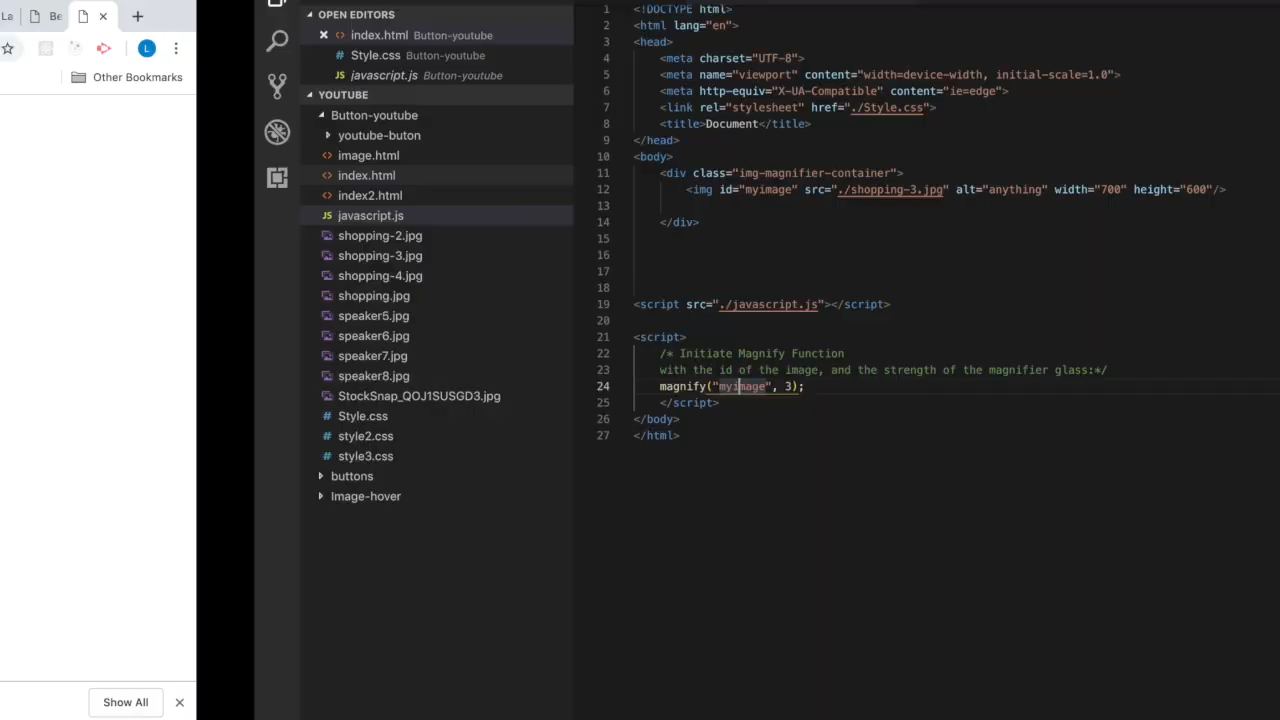 La
Be
L
Other Bookmarks
Show All
OPEN EDITORS
index.html Button-youtube
# Style.css Button-youtube
JS javascript.js Button-youtube
YOUTUBE
Button-youtube
youtube-buton
<> image.html
<> index.html
<> index2.html
JS javascript.js
shopping-2.jpg
shopping-3.jpg
shopping-4.jpg
shopping.jpg
speaker5.jpg
speaker6.jpg
speaker7.jpg
speaker8.jpg
StockSnap_QOJ1SUSGD3.jpg
# Style.css
# style2.css
# style3.css
buttons
Image-hover
1 <!DOCTYPE html>
2 <html lang="en">
3 <head>
4 <meta charset="UTF-8">
5 <meta name="viewport" content="width=device-width, initial-scale=1.0">
6 <meta http-equiv="X-UA-Compatible" content="ie=edge">
7 <link rel="stylesheet" href="./Style.css">
8 <title>Document</title>
9 </head>
10 <body>
11 <div class="img-magnifier-container">
12 <img id="myimage" src="./shopping-3.jpg" alt="anything" width="700" height="600"/>
13
14 </div>
15
16
17
18
19 <script src="./javascript.js"></script>
20
21 <script>
22 /* Initiate Magnify Function
23 with the id of the image, and the strength of the magnifier glass:*/
24 magnify("myimage", 3);
25 </script>
26 </body>
27 </html>